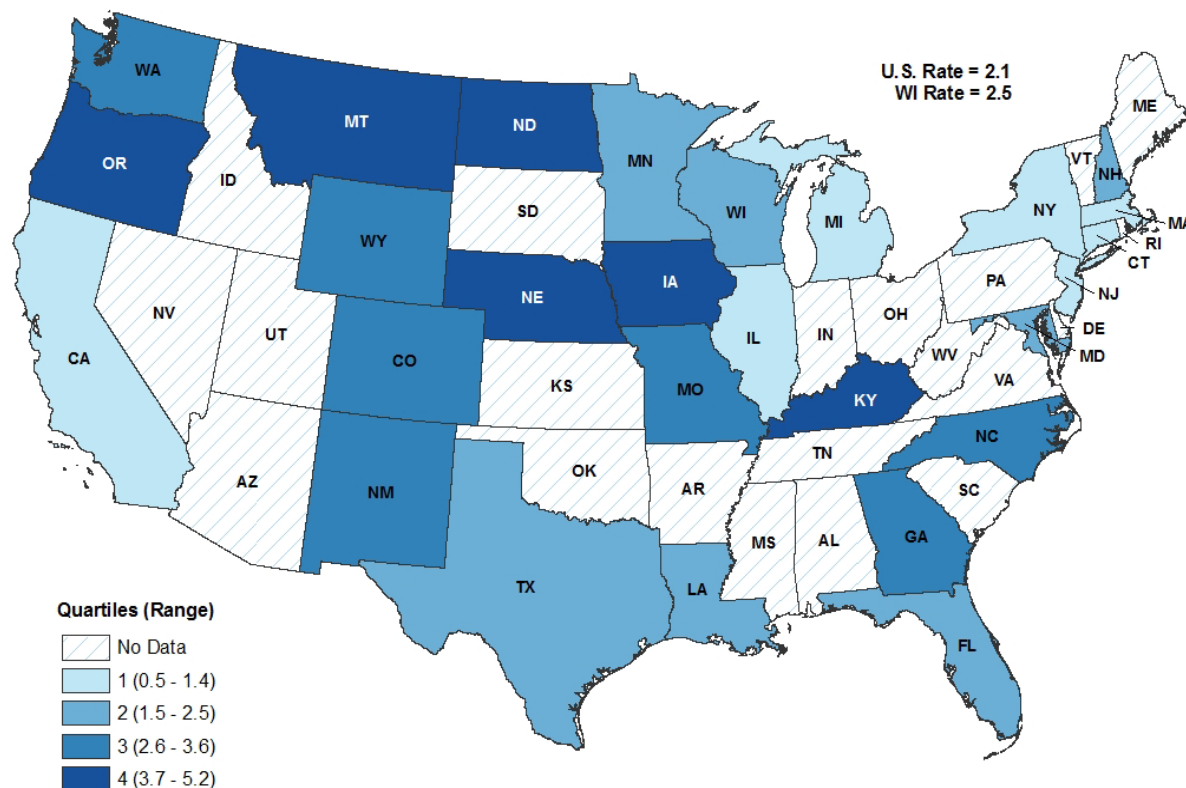 U.S. Rate = 2.1
WI Rate = 2.5
WA
MT
ND
MN
ME
VT
NH
OR
ID
SD
WI
MI
NY
MA
WY
RI
CT
NE
IA
PA
NJ
NV
UT
IL
IN
OH
DE
MD
CA
CO
KS
MO
WV
VA
KY
NC
AZ
NM
OK
AR
TN
SC
MS
AL
GA
TX
LA
FL
Quartiles (Range)
No Data
1 (0.5 - 1.4)
2 (1.5 - 2.5)
3 (2.6 - 3.6)
4 (3.7 - 5.2)